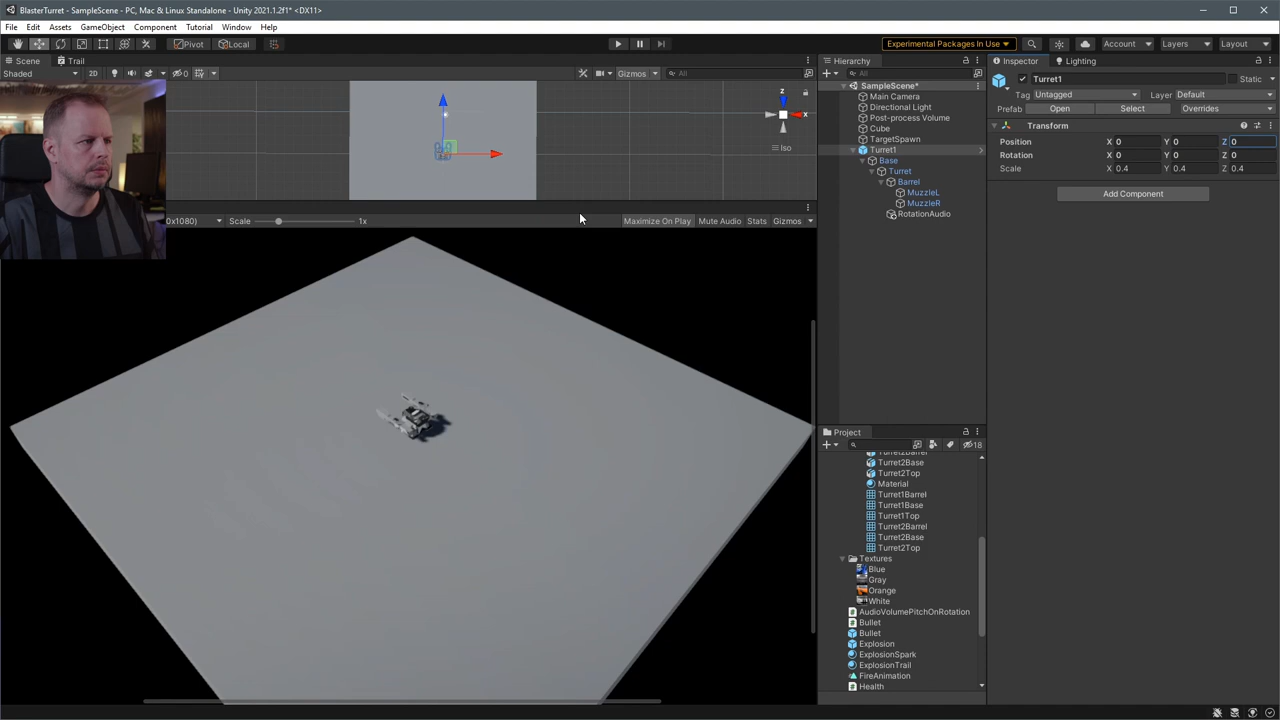 BlasterTurret - SampleScene - PC, Mac & Linux Standalone - Unity 2021.1.2f1* <DX11>
File Edit Assets GameObject Component Tutorial Window Help
Pivot Local Experimental Packages In Use Account Layers Layout
Scene Trail
Shaded 2D 0 Gizmos All
z
x
Iso
0x1080) Scale 1x Maximize On Play Mute Audio Stats Gizmos
Hierarchy
All
SampleScene*
Main Camera
Directional Light
Post-process Volume
Cube
TargetSpawn
Turret1
Base
Turret
Barrel
MuzzleL
MuzzleR
RotationAudio
Project
18
Turret2Barrel
Turret2Base
Turret2Top
Material
Turret1Barrel
Turret1Base
Turret1Top
Turret2Barrel
Turret2Base
Turret2Top
Textures
Blue
Gray
Orange
White
AudioVolumePitchOnRotation
Bullet
Bullet
Explosion
ExplosionSpark
ExplosionTrail
FireAnimation
Health
Inspector Lighting
Turret1 Static
Tag Untagged Layer Default
Prefab Open Select Overrides
Transform
Position X 0 Y 0 Z 0
Rotation X 0 Y 0 Z 0
Scale X 0.4 Y 0.4 Z 0.4
Add Component